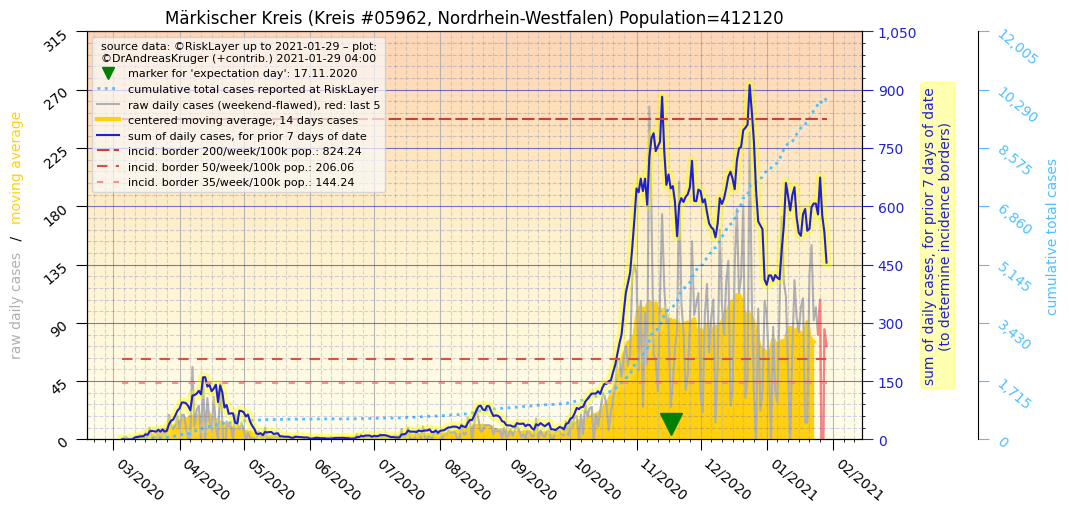 Märkischer Kreis (Kreis #05962, Nordrhein-Westfalen) Population=412120
source data: ©RiskLayer up to 2021-01-29 – plot:
©DrAndreasKruger (+contrib.) 2021-01-29 04:00
marker for 'expectation day': 17.11.2020
cumulative total cases reported at RiskLayer
raw daily cases (weekend-flawed), red: last 5
centered moving average, 14 days cases
sum of daily cases, for prior 7 days of date
incid. border 200/week/100k pop.: 824.24
incid. border 50/week/100k pop.: 206.06
incid. border 35/week/100k pop.: 144.24
raw daily cases / moving average
315
270
225
180
135
90
45
0
03/2020
04/2020
05/2020
06/2020
07/2020
08/2020
09/2020
10/2020
11/2020
12/2020
01/2021
02/2021
1,050
900
750
600
450
300
150
0
sum of daily cases, for prior 7 days of date
(to determine incidence borders)
12,005
10,290
8,575
6,860
5,145
3,430
1,715
0
cumulative total cases